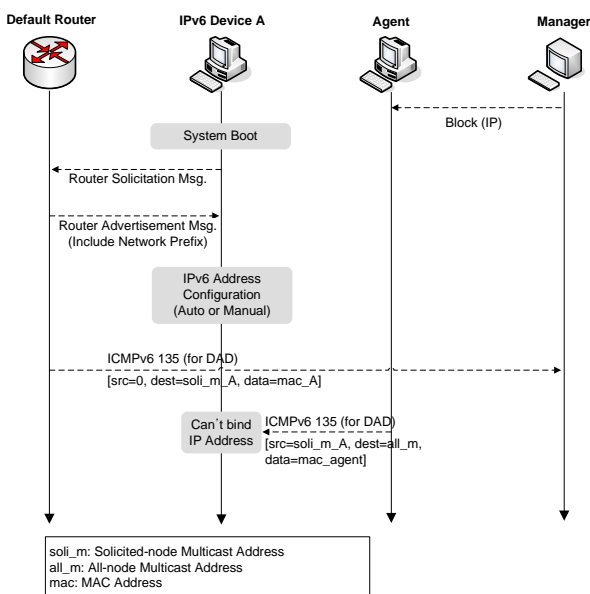 Default Router
IPv6 Device A
Agent
Manager
Block (IP)
System Boot
Router Solicitation Msg.
Router Advertisement Msg.
(Include Network Prefix)
IPv6 Address
Configuration
(Auto or Manual)
ICMPv6 135 (for DAD)
[src=0, dest=soli_m_A, data=mac_A]
Can´t bind
IP Address
ICMPv6 135 (for DAD)
[src=soli_m_A, dest=all_m,
data=mac_agent]
soli_m: Solicited-node Multicast Address
all_m: All-node Multicast Address
mac: MAC Address